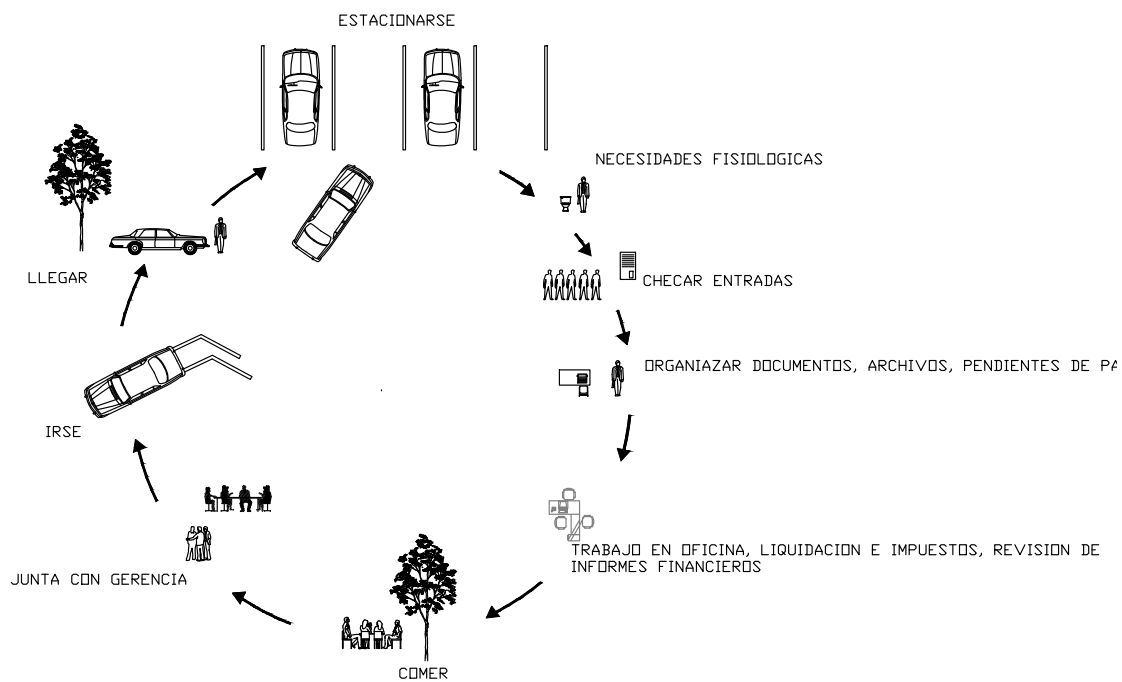 ESTACIONARSE
NECESIDADES FISIOLOGICAS
LLEGAR
CHECAR ENTRADAS
ORGANIAZAR DOCUMENTOS, ARCHIVOS, PENDIENTES DE PA
IRSE
TRABAJO EN OFICINA, LIQUIDACION E IMPUESTOS, REVISION DE
INFORMES FINANCIEROS
JUNTA CON GERENCIA
COMER